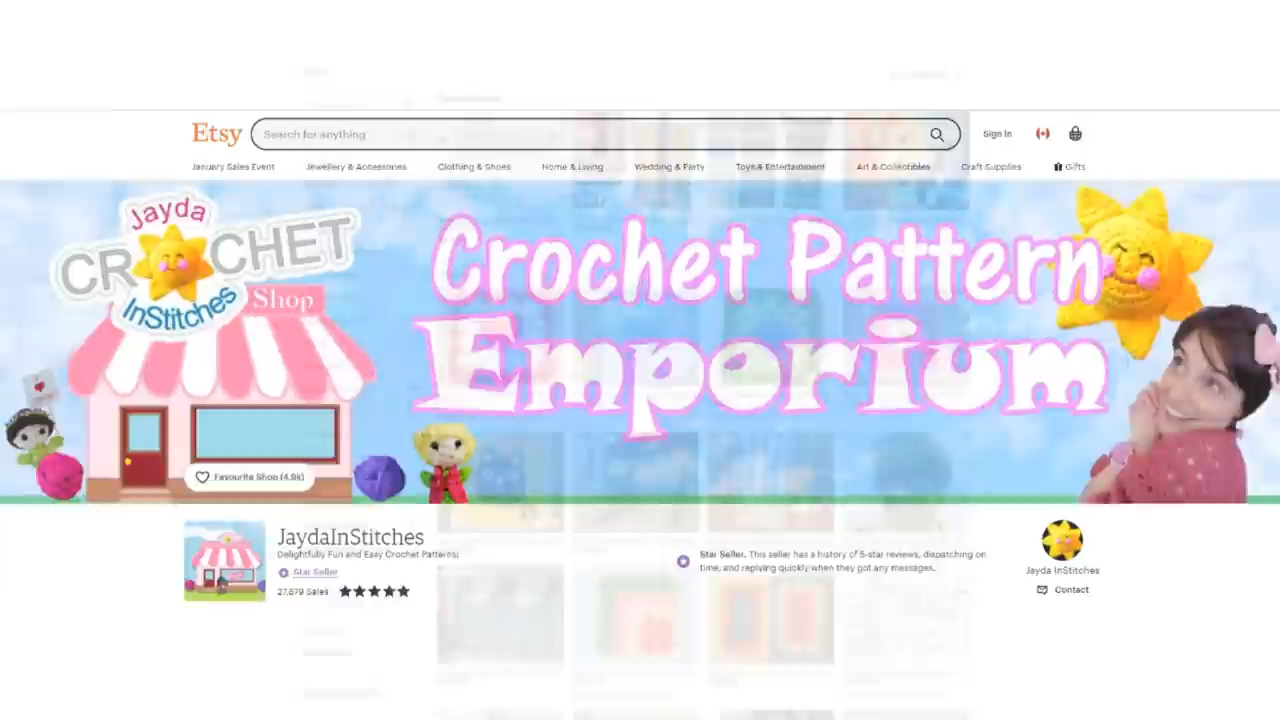 Etsy
Search for anything
Sign in
January Sales Event
Jewellery & Accessories
Clothing & Shoes
Home & Living
Wedding & Party
Toys & Entertainment
Art & Collectibles
Craft Supplies
Gifts
Jayda
CROCHET
InStitches
Shop
Crochet Pattern
Emporium
Favourite Shop (4.9k)
JaydaInStitches
Delightfully Fun and Easy Crochet Patterns!
Star Seller
27,679 Sales
Star Seller. This seller has a history of 5-star reviews, dispatching on
time, and replying quickly when they got any messages.
Jayda InStitches
Contact